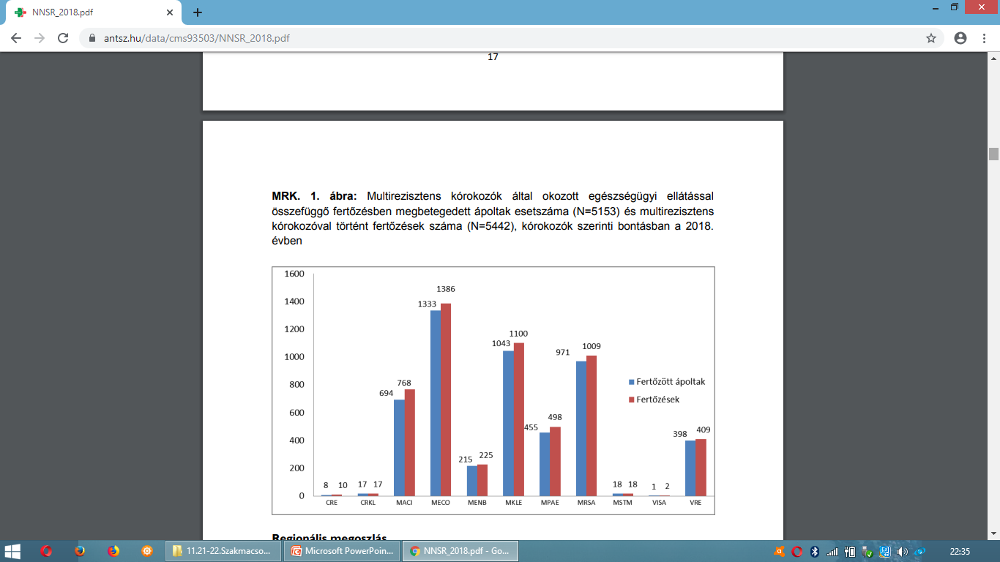 NNSR_2018.pdf
antsz.hu/data/cms93503/NNSR_2018.pdf
17
MRK. 1. ábra: Multirezisztens kórokozók által okozott egészségügyi ellátással
összefüggő fertőzésben megbetegedett ápoltak esetszáma (N=5153) és multirezisztens
kórokozóval történt fertőzések száma (N=5442), kórokozók szerinti bontásban a 2018.
évben
1600
1400
1200
1000
800
600
400
200
0
8 10 17 17 694 768 1333 1386 215 225 1043 1100 455 498 971 1009 18 18 1 2 398 409
Fertőzött ápoltak
Fertőzések
CRE CRKL MACI MECO MENB MKLE MPAE MRSA MSTM VISA VRE
Regionális megoszlás
11.21-22.Szakmacso... Microsoft PowerPoin... NNSR_2018.pdf - Go... 22:35